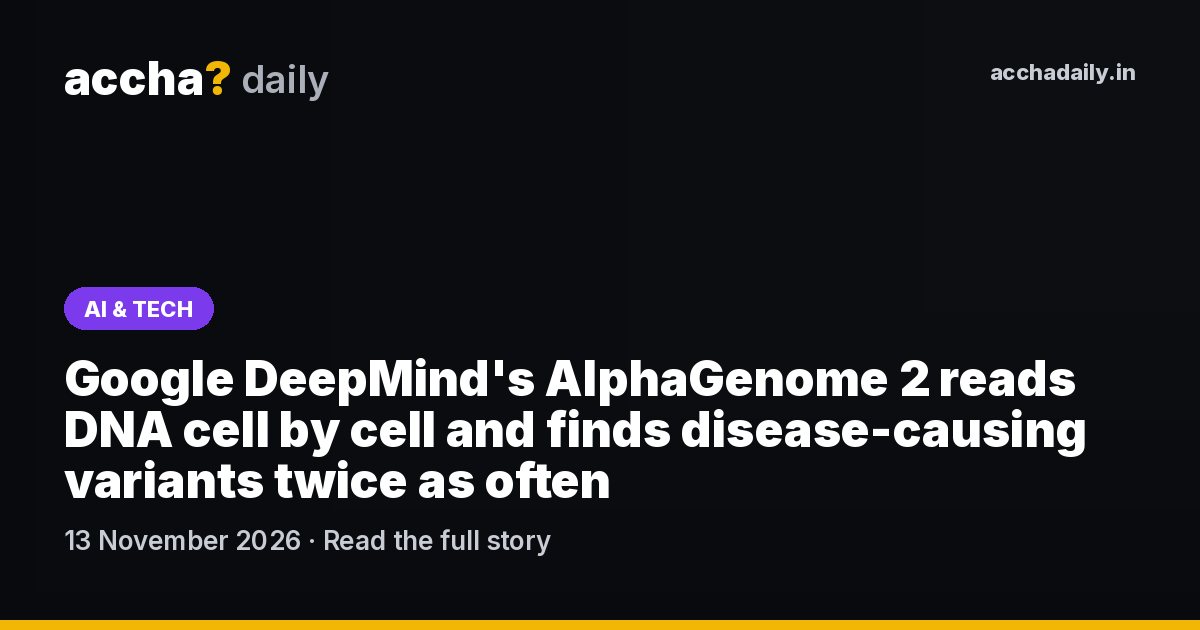 accha? daily
acchadaily.in
AI & TECH
Google DeepMind's AlphaGenome 2 reads
DNA cell by cell and finds disease-causing
variants twice as often
13 November 2026 · Read the full story